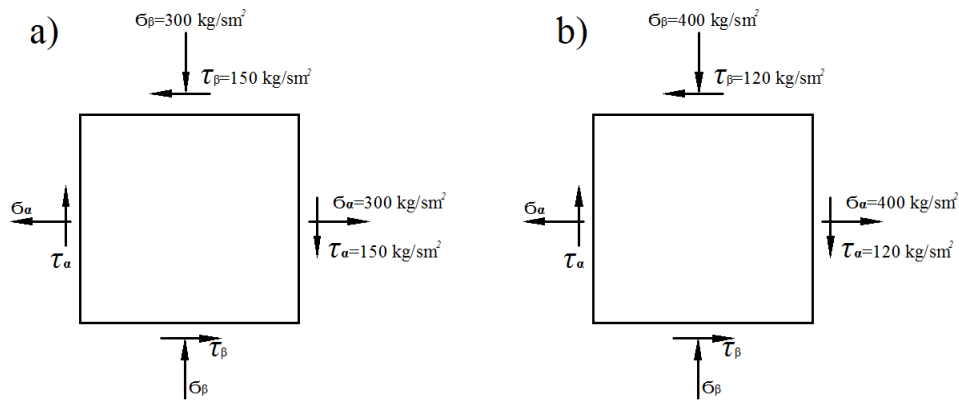 a)
σβ=300 kg/sm²
τβ=150 kg/sm²
σα
τα
σα=300 kg/sm²
τα=150 kg/sm²
τβ
σβ
b)
σβ=400 kg/sm²
τβ=120 kg/sm²
σα
τα
σα=400 kg/sm²
τα=120 kg/sm²
τβ
σβ